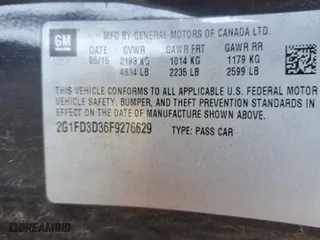 GM
MFD BY GENERAL MOTORS OF CANADA LTD.
DATE GVWR GAWR FRT GAWR RR
05/15 2193 KG 1014 KG 1179 KG
4834 LB 2235 LB 2599 LB
THIS VEHICLE CONFORMS TO ALL APPLICABLE U.S. FEDERAL MOTOR
VEHICLE SAFETY, BUMPER, AND THEFT PREVENTION STANDARDS
IN EFFECT ON THE DATE OF MANUFACTURE SHOWN ABOVE.
2G1FD3D36F9276629 TYPE: PASS CAR
DRIVEN AUTO